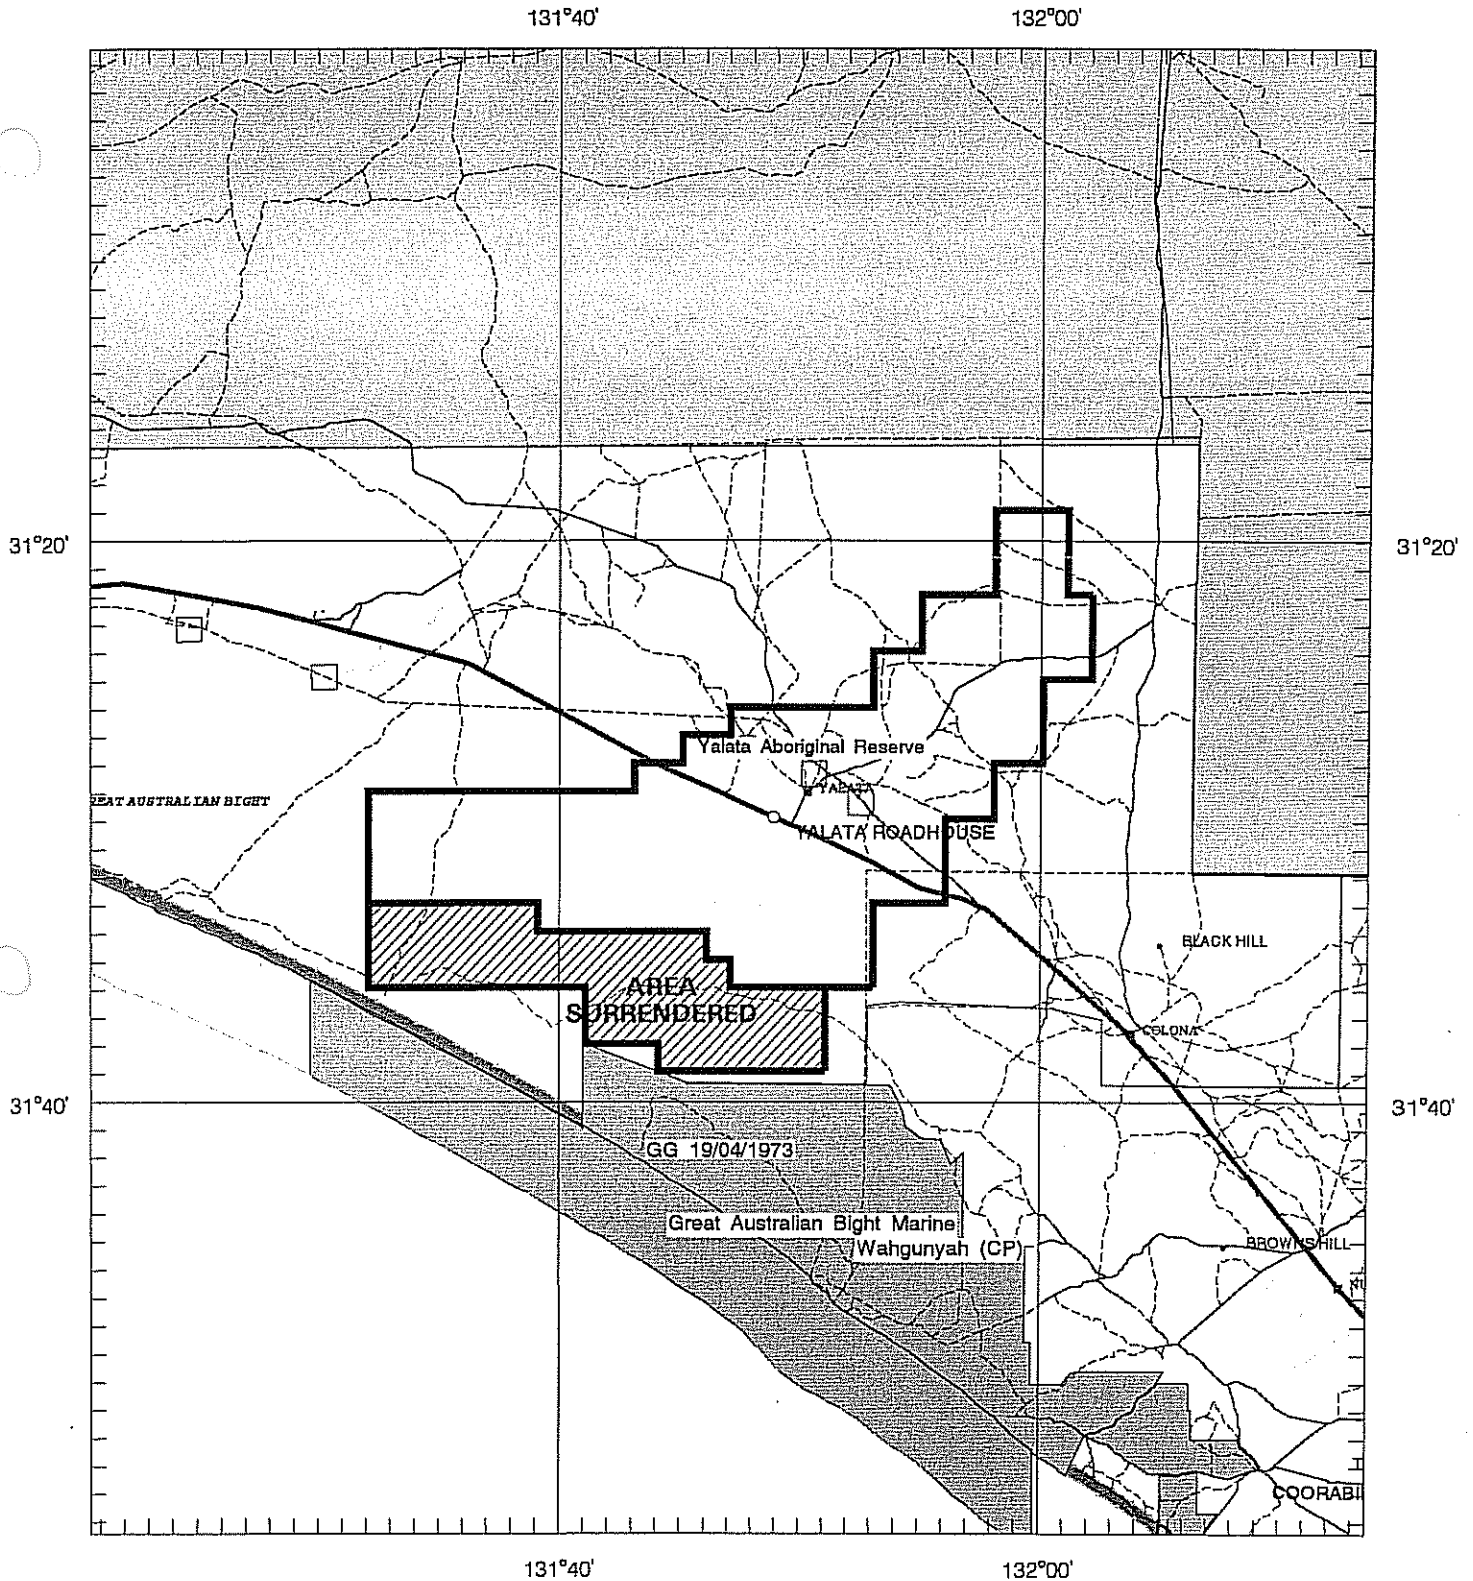 131°40'
132°00'
31°20'
31°20'
Yalata Aboriginal Reserve
YALATA
AUSTRALIAN BIGHT
YALATA ROADHOUSE
BLACK HILL
AREA
SURRENDERED
COLONA
31°40'
31°40'
GG 19/04/1973
Great Australian Bight Marine
Wahgunyah (CP)
BROWNS HILL
COORABI
131°40'
132°00'